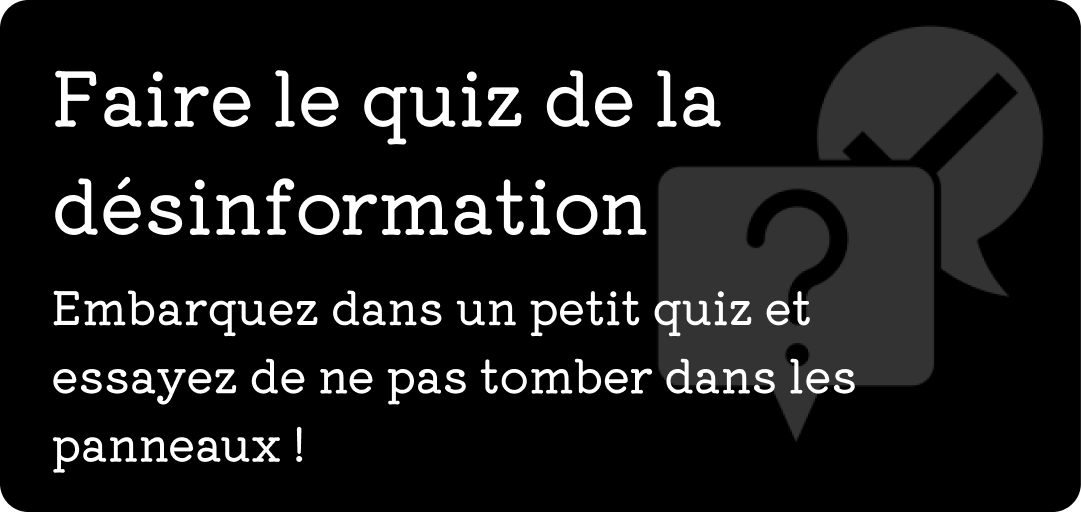 Faire le quiz de la
désinformation
Embarquez dans un petit quiz et
essayez de ne pas tomber dans les
panneaux !